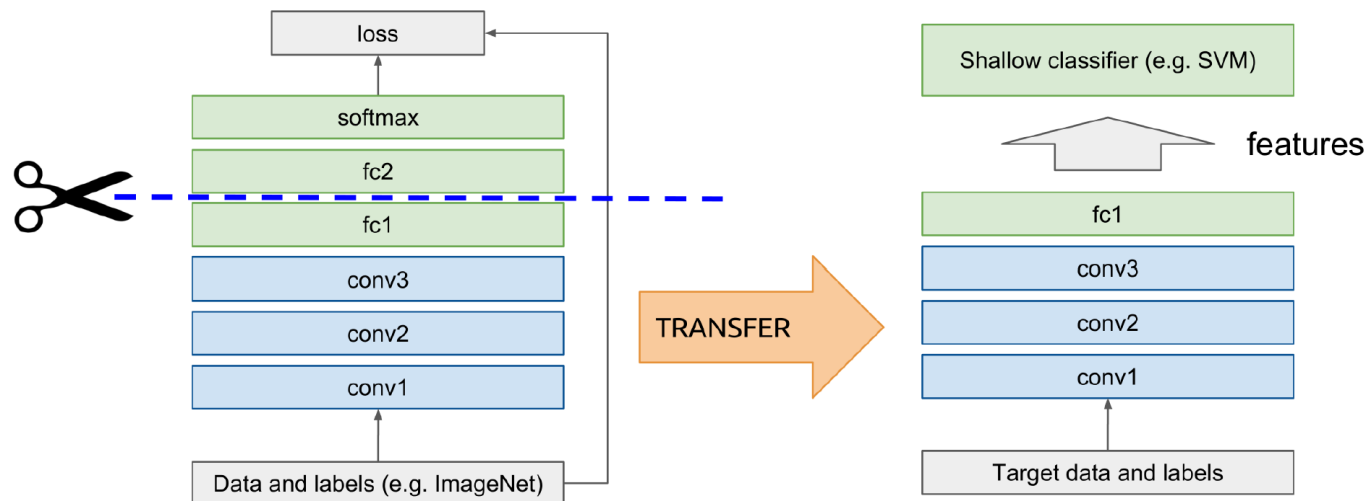 loss
softmax
fc2
fc1
conv3
conv2
conv1
Data and labels (e.g. ImageNet)
TRANSFER
Shallow classifier (e.g. SVM)
features
fc1
conv3
conv2
conv1
Target data and labels